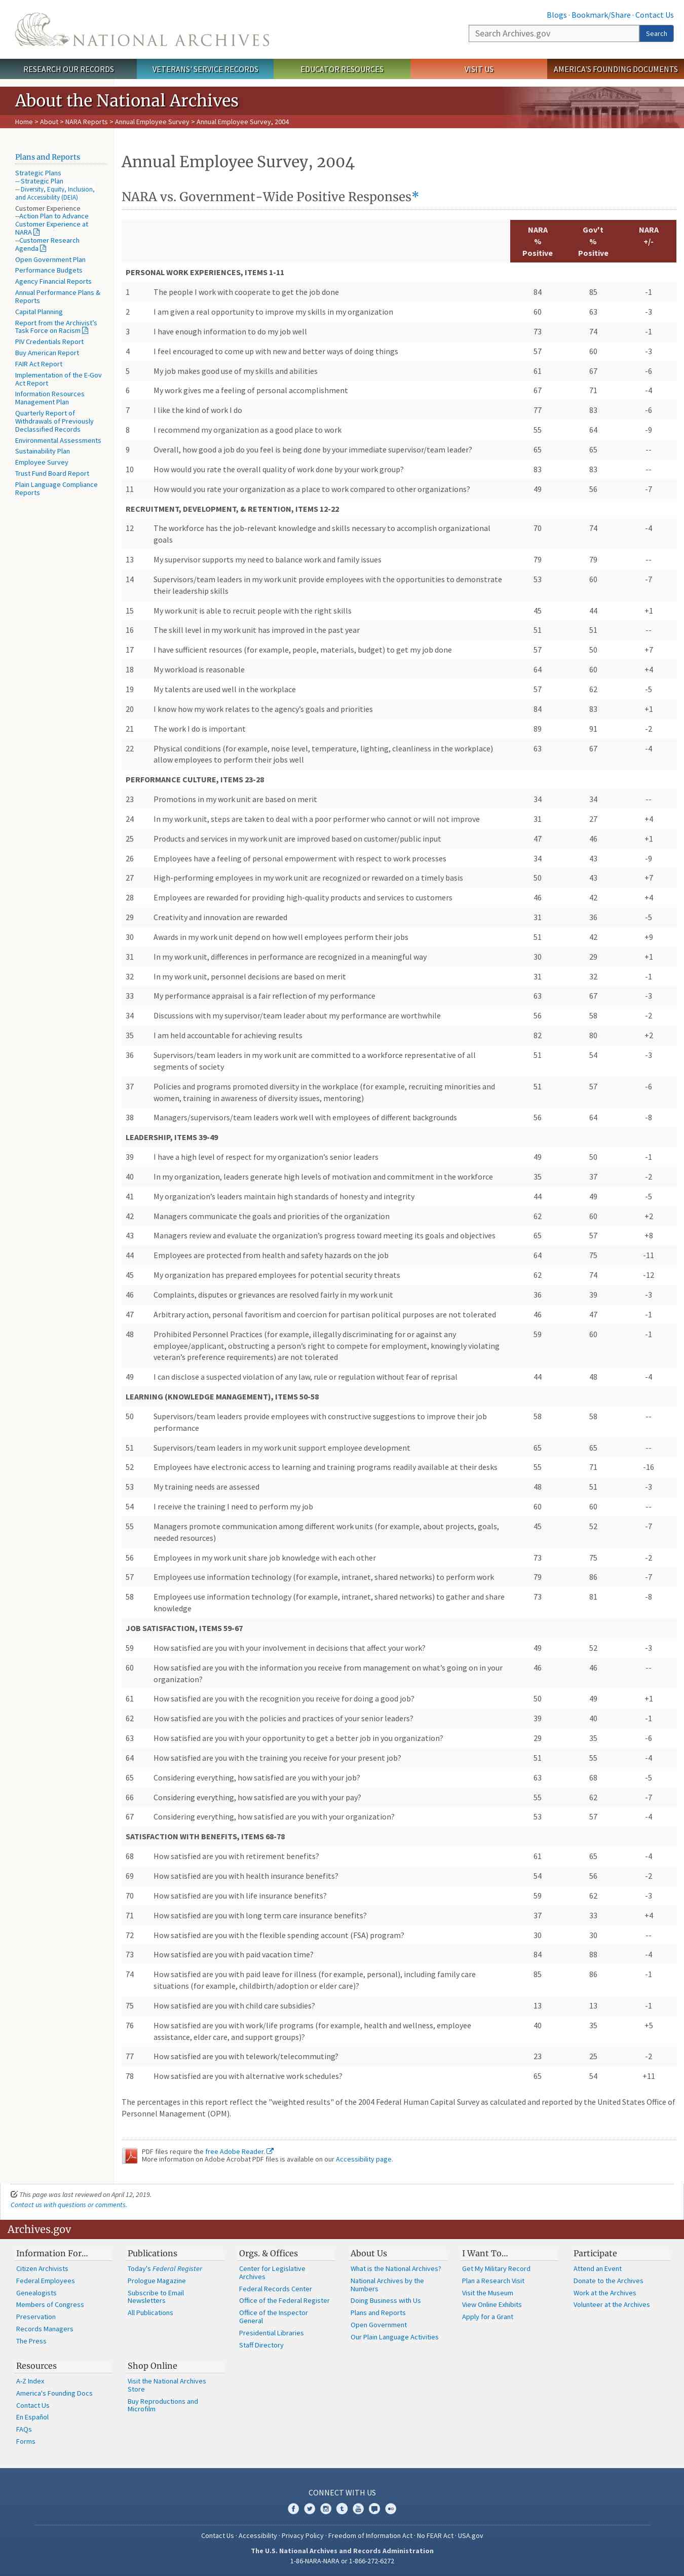 Blogs · Bookmark/Share · Contact Us
NATIONAL ARCHIVES
Search Archives.gov
Search
RESEARCH OUR RECORDS
VETERANS' SERVICE RECORDS
EDUCATOR RESOURCES
VISIT US
AMERICA'S FOUNDING DOCUMENTS
About the National Archives
Home > About > NARA Reports > Annual Employee Survey > Annual Employee Survey, 2004
Plans and Reports
Strategic Plans
-- Strategic Plan
-- Diversity, Equity, Inclusion,
and Accessibility (DEIA)
Customer Experience
--Action Plan to Advance
Customer Experience at
NARA
--Customer Research
Agenda
Open Government Plan
Performance Budgets
Agency Financial Reports
Annual Performance Plans &
Reports
Capital Planning
Report from the Archivist's
Task Force on Racism
PIV Credentials Report
Buy American Report
FAIR Act Report
Implementation of the E-Gov
Act Report
Information Resources
Management Plan
Quarterly Report of
Withdrawals of Previously
Declassified Records
Environmental Assessments
Sustainability Plan
Employee Survey
Trust Fund Board Report
Plain Language Compliance
Reports
Annual Employee Survey, 2004
NARA vs. Government-Wide Positive Responses*
NARA % Positive Gov't % Positive NARA +/-
PERSONAL WORK EXPERIENCES, ITEMS 1-11
1 The people I work with cooperate to get the job done 84 85 -1
2 I am given a real opportunity to improve my skills in my organization 60 63 -3
3 I have enough information to do my job well 73 74 -1
4 I feel encouraged to come up with new and better ways of doing things 57 60 -3
5 My job makes good use of my skills and abilities 61 67 -6
6 My work gives me a feeling of personal accomplishment 67 71 -4
7 I like the kind of work I do 77 83 -6
8 I recommend my organization as a good place to work 55 64 -9
9 Overall, how good a job do you feel is being done by your immediate supervisor/team leader? 65 65 --
10 How would you rate the overall quality of work done by your work group? 83 83 --
11 How would you rate your organization as a place to work compared to other organizations? 49 56 -7
RECRUITMENT, DEVELOPMENT, & RETENTION, ITEMS 12-22
12 The workforce has the job-relevant knowledge and skills necessary to accomplish organizational 70 74 -4
goals
13 My supervisor supports my need to balance work and family issues 79 79 --
14 Supervisors/team leaders in my work unit provide employees with the opportunities to demonstrate 53 60 -7
their leadership skills
15 My work unit is able to recruit people with the right skills 45 44 +1
16 The skill level in my work unit has improved in the past year 51 51 --
17 I have sufficient resources (for example, people, materials, budget) to get my job done 57 50 +7
18 My workload is reasonable 64 60 +4
19 My talents are used well in the workplace 57 62 -5
20 I know how my work relates to the agency's goals and priorities 84 83 +1
21 The work I do is important 89 91 -2
22 Physical conditions (for example, noise level, temperature, lighting, cleanliness in the workplace) 63 67 -4
allow employees to perform their jobs well
PERFORMANCE CULTURE, ITEMS 23-28
23 Promotions in my work unit are based on merit 34 34 --
24 In my work unit, steps are taken to deal with a poor performer who cannot or will not improve 31 27 +4
25 Products and services in my work unit are improved based on customer/public input 47 46 +1
26 Employees have a feeling of personal empowerment with respect to work processes 34 43 -9
27 High-performing employees in my work unit are recognized or rewarded on a timely basis 50 43 +7
28 Employees are rewarded for providing high-quality products and services to customers 46 42 +4
29 Creativity and innovation are rewarded 31 36 -5
30 Awards in my work unit depend on how well employees perform their jobs 51 42 +9
31 In my work unit, differences in performance are recognized in a meaningful way 30 29 +1
32 In my work unit, personnel decisions are based on merit 31 32 -1
33 My performance appraisal is a fair reflection of my performance 63 67 -3
34 Discussions with my supervisor/team leader about my performance are worthwhile 56 58 -2
35 I am held accountable for achieving results 82 80 +2
36 Supervisors/team leaders in my work unit are committed to a workforce representative of all 51 54 -3
segments of society
37 Policies and programs promoted diversity in the workplace (for example, recruiting minorities and 51 57 -6
women, training in awareness of diversity issues, mentoring)
38 Managers/supervisors/team leaders work well with employees of different backgrounds 56 64 -8
LEADERSHIP, ITEMS 39-49
39 I have a high level of respect for my organization's senior leaders 49 50 -1
40 In my organization, leaders generate high levels of motivation and commitment in the workforce 35 37 -2
41 My organization's leaders maintain high standards of honesty and integrity 44 49 -5
42 Managers communicate the goals and priorities of the organization 62 60 +2
43 Managers review and evaluate the organization's progress toward meeting its goals and objectives 65 57 +8
44 Employees are protected from health and safety hazards on the job 64 75 -11
45 My organization has prepared employees for potential security threats 62 74 -12
46 Complaints, disputes or grievances are resolved fairly in my work unit 36 39 -3
47 Arbitrary action, personal favoritism and coercion for partisan political purposes are not tolerated 46 47 -1
48 Prohibited Personnel Practices (for example, illegally discriminating for or against any 59 60 -1
employee/applicant, obstructing a person's right to compete for employment, knowingly violating
veteran's preference requirements) are not tolerated
49 I can disclose a suspected violation of any law, rule or regulation without fear of reprisal 44 48 -4
LEARNING (KNOWLEDGE MANAGEMENT), ITEMS 50-58
50 Supervisors/team leaders provide employees with constructive suggestions to improve their job 58 58 --
performance
51 Supervisors/team leaders in my work unit support employee development 65 65 --
52 Employees have electronic access to learning and training programs readily available at their desks 55 71 -16
53 My training needs are assessed 48 51 -3
54 I receive the training I need to perform my job 60 60 --
55 Managers promote communication among different work units (for example, about projects, goals, 45 52 -7
needed resources)
56 Employees in my work unit share job knowledge with each other 73 75 -2
57 Employees use information technology (for example, intranet, shared networks) to perform work 79 86 -7
58 Employees use information technology (for example, intranet, shared networks) to gather and share 73 81 -8
knowledge
JOB SATISFACTION, ITEMS 59-67
59 How satisfied are you with your involvement in decisions that affect your work? 49 52 -3
60 How satisfied are you with the information you receive from management on what's going on in your 46 46 --
organization?
61 How satisfied are you with the recognition you receive for doing a good job? 50 49 +1
62 How satisfied are you with the policies and practices of your senior leaders? 39 40 -1
63 How satisfied are you with your opportunity to get a better job in you organization? 29 35 -6
64 How satisfied are you with the training you receive for your present job? 51 55 -4
65 Considering everything, how satisfied are you with your job? 63 68 -5
66 Considering everything, how satisfied are you with your pay? 55 62 -7
67 Considering everything, how satisfied are you with your organization? 53 57 -4
SATISFACTION WITH BENEFITS, ITEMS 68-78
68 How satisfied are you with retirement benefits? 61 65 -4
69 How satisfied are you with health insurance benefits? 54 56 -2
70 How satisfied are you with life insurance benefits? 59 62 -3
71 How satisfied are you with long term care insurance benefits? 37 33 +4
72 How satisfied are you with the flexible spending account (FSA) program? 30 30 --
73 How satisfied are you with paid vacation time? 84 88 -4
74 How satisfied are you with paid leave for illness (for example, personal), including family care 85 86 -1
situations (for example, childbirth/adoption or elder care)?
75 How satisfied are you with child care subsidies? 13 13 -1
76 How satisfied are you with work/life programs (for example, health and wellness, employee 40 35 +5
assistance, elder care, and support groups)?
77 How satisfied are you with telework/telecommuting? 23 25 -2
78 How satisfied are you with alternative work schedules? 65 54 +11
The percentages in this report reflect the "weighted results" of the 2004 Federal Human Capital Survey as calculated and reported by the United States Office of
Personnel Management (OPM).
PDF files require the free Adobe Reader.
More information on Adobe Acrobat PDF files is available on our Accessibility page.
This page was last reviewed on April 12, 2019.
Contact us with questions or comments.
Archives.gov
Information For...
Citizen Archivists
Federal Employees
Genealogists
Members of Congress
Preservation
Records Managers
The Press
Publications
Today's Federal Register
Prologue Magazine
Subscribe to Email
Newsletters
All Publications
Orgs. & Offices
Center for Legislative
Archives
Federal Records Center
Office of the Federal Register
Office of the Inspector
General
Presidential Libraries
Staff Directory
About Us
What is the National Archives?
National Archives by the
Numbers
Doing Business with Us
Plans and Reports
Open Government
Our Plain Language Activities
I Want To...
Get My Military Record
Plan a Research Visit
Visit the Museum
View Online Exhibits
Apply for a Grant
Participate
Attend an Event
Donate to the Archives
Work at the Archives
Volunteer at the Archives
Resources
A-Z Index
America's Founding Docs
Contact Us
En Español
FAQs
Forms
Shop Online
Visit the National Archives
Store
Buy Reproductions and
Microfilm
CONNECT WITH US
Contact Us · Accessibility · Privacy Policy · Freedom of Information Act · No FEAR Act · USA.gov
The U.S. National Archives and Records Administration
1-86-NARA-NARA or 1-866-272-6272